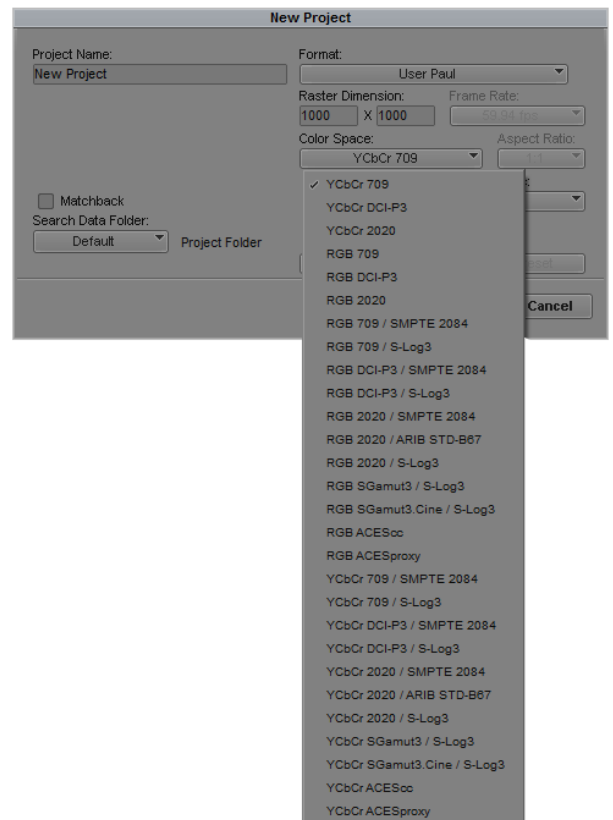 New Project
Project Name:
New Project
Format:
User Paul
Raster Dimension:
Frame Rate:
1000 X 1000
59.94 fps
Color Space:
Aspect Ratio:
YCbCr 709
1:1
Matchback
Search Data Folder:
Default
Project Folder
Cancel
✓ YCbCr 709
YCbCr DCI-P3
YCbCr 2020
RGB 709
RGB DCI-P3
RGB 2020
RGB 709 / SMPTE 2084
RGB 709 / S-Log3
RGB DCI-P3 / SMPTE 2084
RGB DCI-P3 / S-Log3
RGB 2020 / SMPTE 2084
RGB 2020 / ARIB STD-B67
RGB 2020 / S-Log3
RGB SGamut3 / S-Log3
RGB SGamut3.Cine / S-Log3
RGB ACEScc
RGB ACESproxy
YCbCr 709 / SMPTE 2084
YCbCr 709 / S-Log3
YCbCr DCI-P3 / SMPTE 2084
YCbCr DCI-P3 / S-Log3
YCbCr 2020 / SMPTE 2084
YCbCr 2020 / ARIB STD-B67
YCbCr 2020 / S-Log3
YCbCr SGamut3 / S-Log3
YCbCr SGamut3.Cine / S-Log3
YCbCr ACEScc
YCbCr ACESproxy